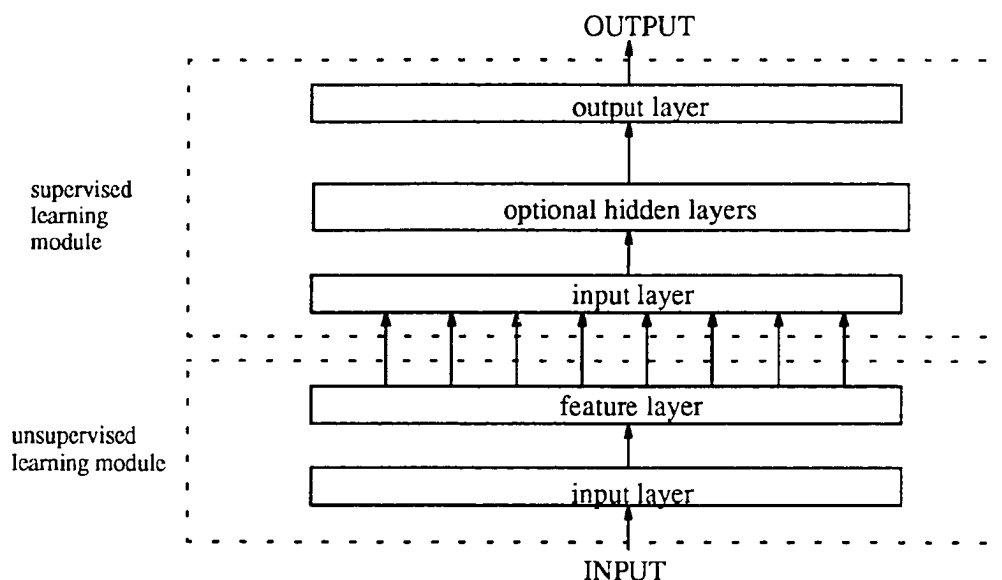 OUTPUT
output layer
supervised
learning
module
optional hidden layers
input layer
feature layer
unsupervised
learning module
input layer
INPUT